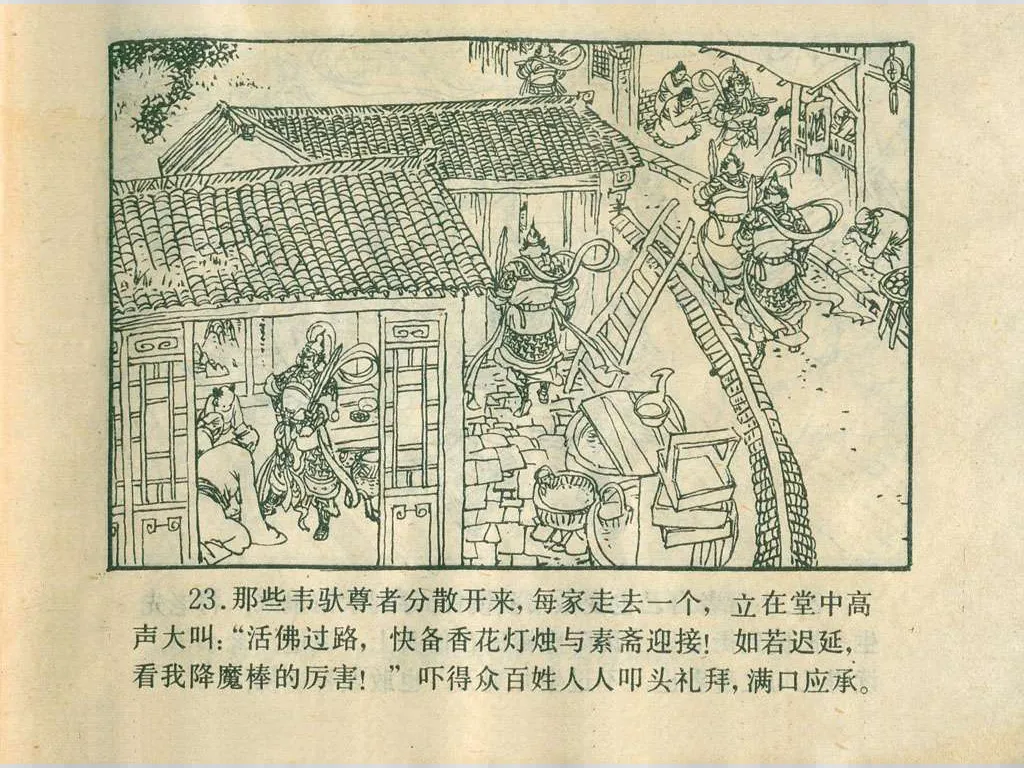 酒
23.那些韦驮尊者分散开来,每家走去一个，立在堂中高
声大叫:“活佛过路，快备香花灯烛与素斋迎接！如若迟延,
看我降魔棒的厉害！”吓得众百姓人人叩头礼拜,满口应承。